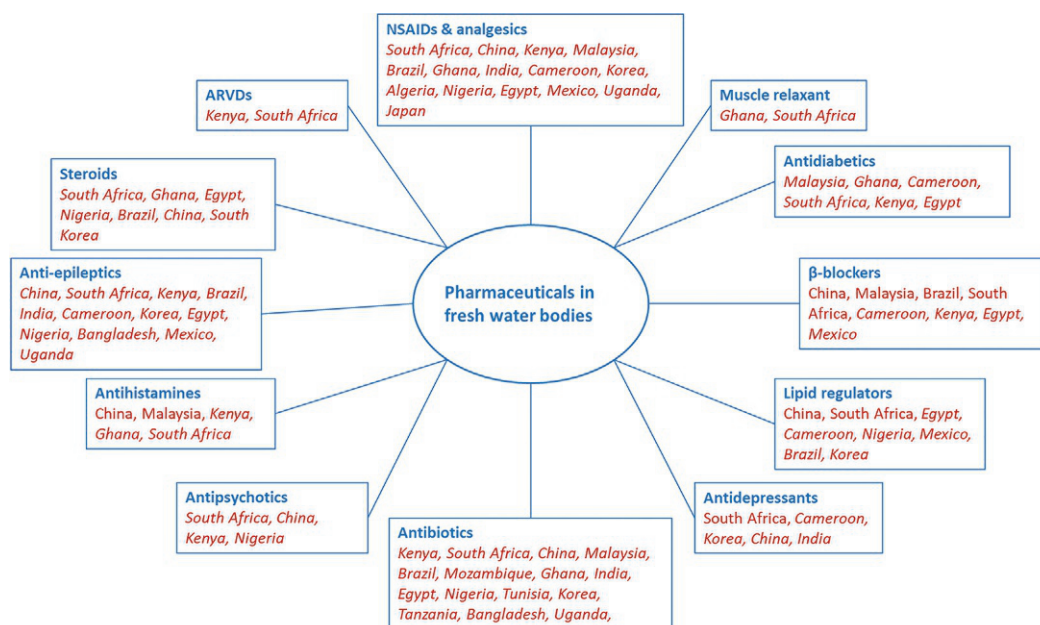 NSAIDs & analgesics
South Africa, China, Kenya, Malaysia,
Brazil, Ghana, India, Cameroon, Korea,
Algeria, Nigeria, Egypt, Mexico, Uganda,
Japan
ARVDs
Kenya, South Africa
Muscle relaxant
Ghana, South Africa
Steroids
South Africa, Ghana, Egypt,
Nigeria, Brazil, China, South
Korea
Antidiabetics
Malaysia, Ghana, Cameroon,
South Africa, Kenya, Egypt
Anti-epileptics
China, South Africa, Kenya, Brazil,
India, Cameroon, Korea, Egypt,
Nigeria, Bangladesh, Mexico,
Uganda
Pharmaceuticals in
fresh water bodies
β-blockers
China, Malaysia, Brazil, South
Africa, Cameroon, Kenya, Egypt,
Mexico
Antihistamines
China, Malaysia, Kenya,
Ghana, South Africa
Lipid regulators
China, South Africa, Egypt,
Cameroon, Nigeria, Mexico,
Brazil, Korea
Antipsychotics
South Africa, China,
Kenya, Nigeria
Antidepressants
South Africa, Cameroon,
Korea, China, India
Antibiotics
Kenya, South Africa, China, Malaysia,
Brazil, Mozambique, Ghana, India,
Egypt, Nigeria, Tunisia, Korea,
Tanzania, Bangladesh, Uganda,